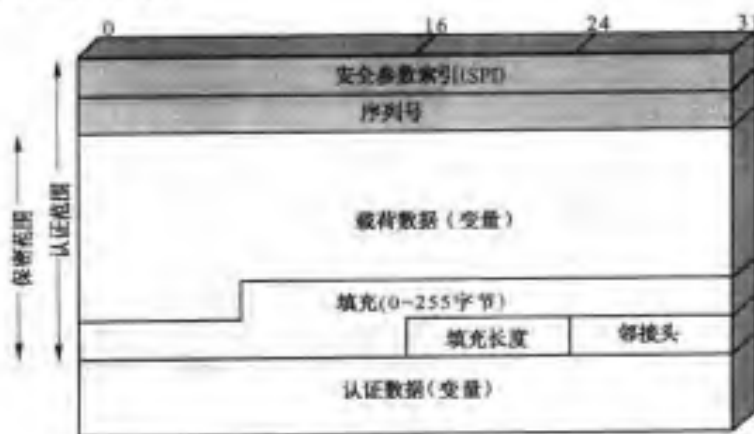 0 16 24 31
安全参数索引(SPI)
序列号
保密范围
认证范围
载荷数据(变量)
填充(0~255字节)
填充长度
邻接头
认证数据(变量)